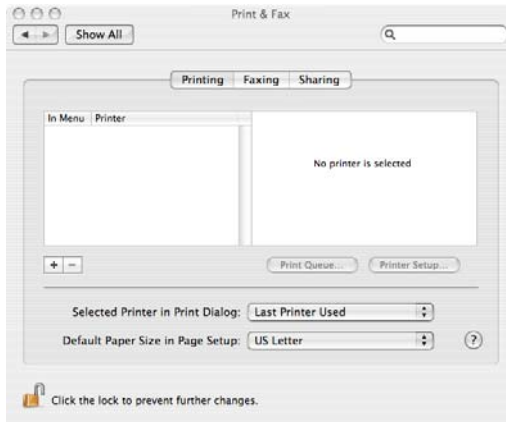 Print & Fax
Show All
Printing Faxing Sharing
In Menu Printer
No printer is selected
+ -
Print Queue... Printer Setup...
Selected Printer in Print Dialog: Last Printer Used
Default Paper Size in Page Setup: US Letter ?
Click the lock to prevent further changes.